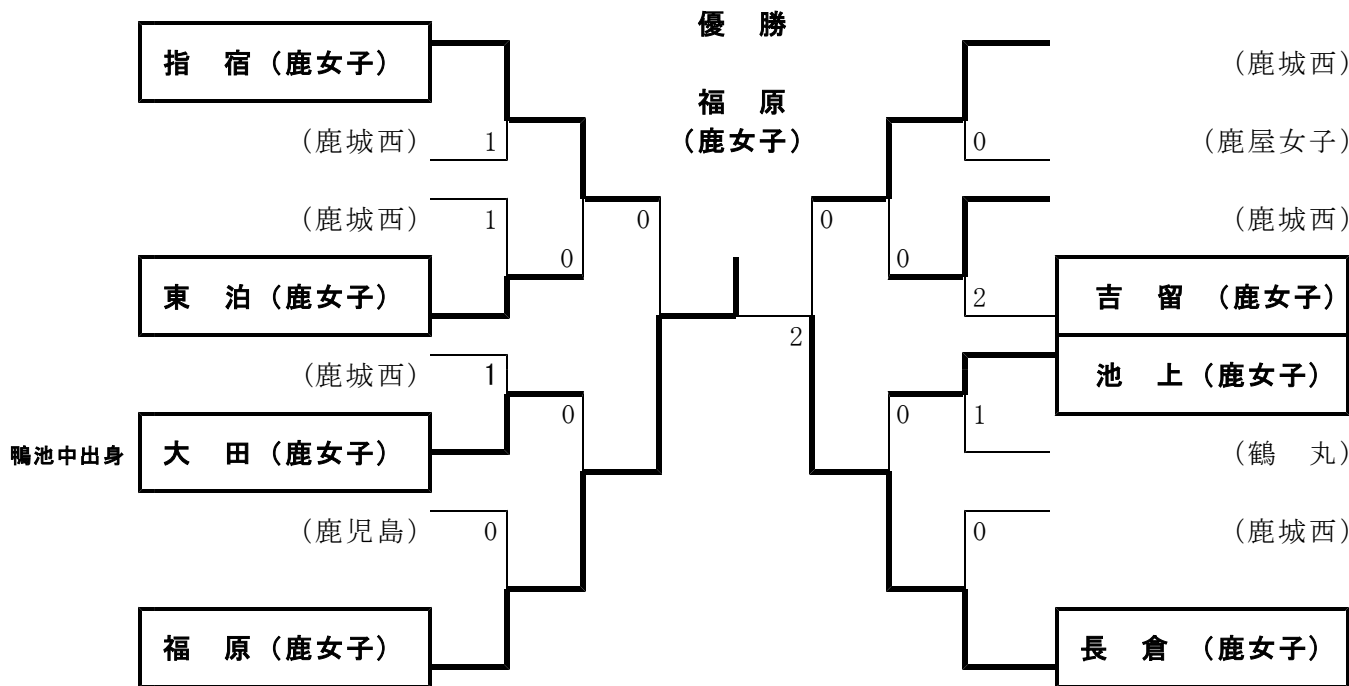 優　勝
福　原
（鹿女子）
指　宿（鹿女子）
（鹿城西）　1
（鹿城西）　1
東　泊（鹿女子）
0
0
（鹿城西）　1
鴨池中出身　大　田（鹿女子）
0
（鹿児島）　0
福　原（鹿女子）
2
（鹿城西）
0　（鹿屋女子）
0
（鹿城西）
0
2　吉　留　（鹿女子）
池　上（鹿女子）
0
1
（鶴　丸）
0　（鹿城西）
長　倉　（鹿女子）